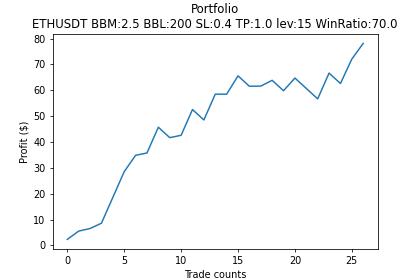 Portfolio
ETHUSDT BBM:2.5 BBL:200 SL:0.4 TP:1.0 lev:15 WinRatio:70.0
80
70
60
50
40
30
20
10
0
Profit ($)
0 5 10 15 20 25
Trade counts